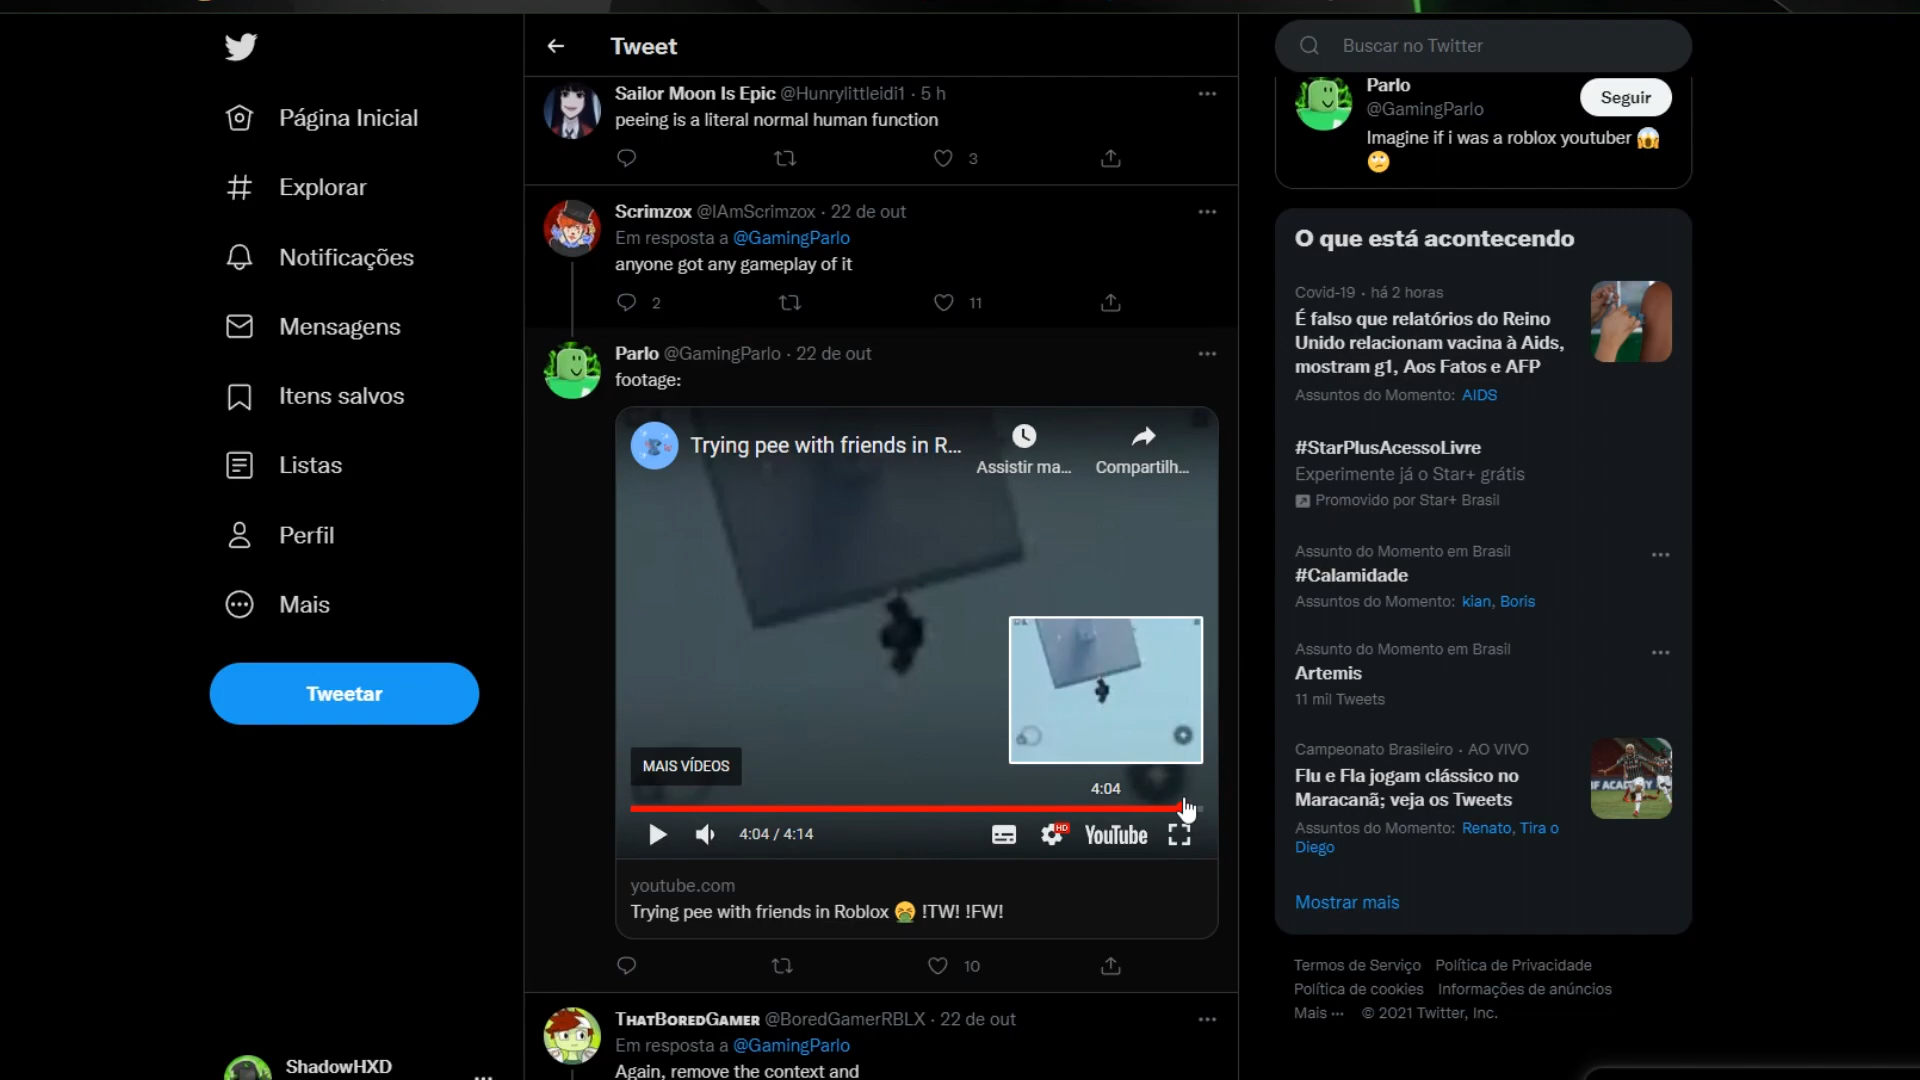 Tweet
Buscar no Twitter
Página Inicial
Explorar
Notificações
Mensagens
Itens salvos
Listas
Perfil
Mais
Tweetar
ShadowHXD
Sailor Moon Is Epic @Hunrylittleidi1 · 5 h
peeing is a literal normal human function
3
Scrimzox @IAmScrimzox · 22 de out
Em resposta a @GamingParlo
anyone got any gameplay of it
2 11
Parlo @GamingParlo · 22 de out
footage:
Trying pee with friends in R...
Assistir ma... Compartilh...
MAIS VÍDEOS
4:04
4:04 / 4:14
HD
YouTube
youtube.com
Trying pee with friends in Roblox 🤮 !TW! !FW!
10
THATBOREDGAMER @BoredGamerRBLX · 22 de out
Em resposta a @GamingParlo
Again, remove the context and
Parlo
@GamingParlo
Seguir
Imagine if i was a roblox youtuber 😱
🙄
O que está acontecendo
Covid-19 · há 2 horas
É falso que relatórios do Reino
Unido relacionam vacina à Aids,
mostram g1, Aos Fatos e AFP
Assuntos do Momento: AIDS
#StarPlusAcessoLivre
Experimente já o Star+ grátis
Promovido por Star+ Brasil
Assunto do Momento em Brasil
#Calamidade
Assuntos do Momento: kian, Boris
Assunto do Momento em Brasil
Artemis
11 mil Tweets
Campeonato Brasileiro · AO VIVO
Flu e Fla jogam clássico no
Maracanã; veja os Tweets
Assuntos do Momento: Renato, Tira o
Diego
Mostrar mais
Termos de Serviço Política de Privacidade
Política de cookies Informações de anúncios
Mais ··· © 2021 Twitter, Inc.